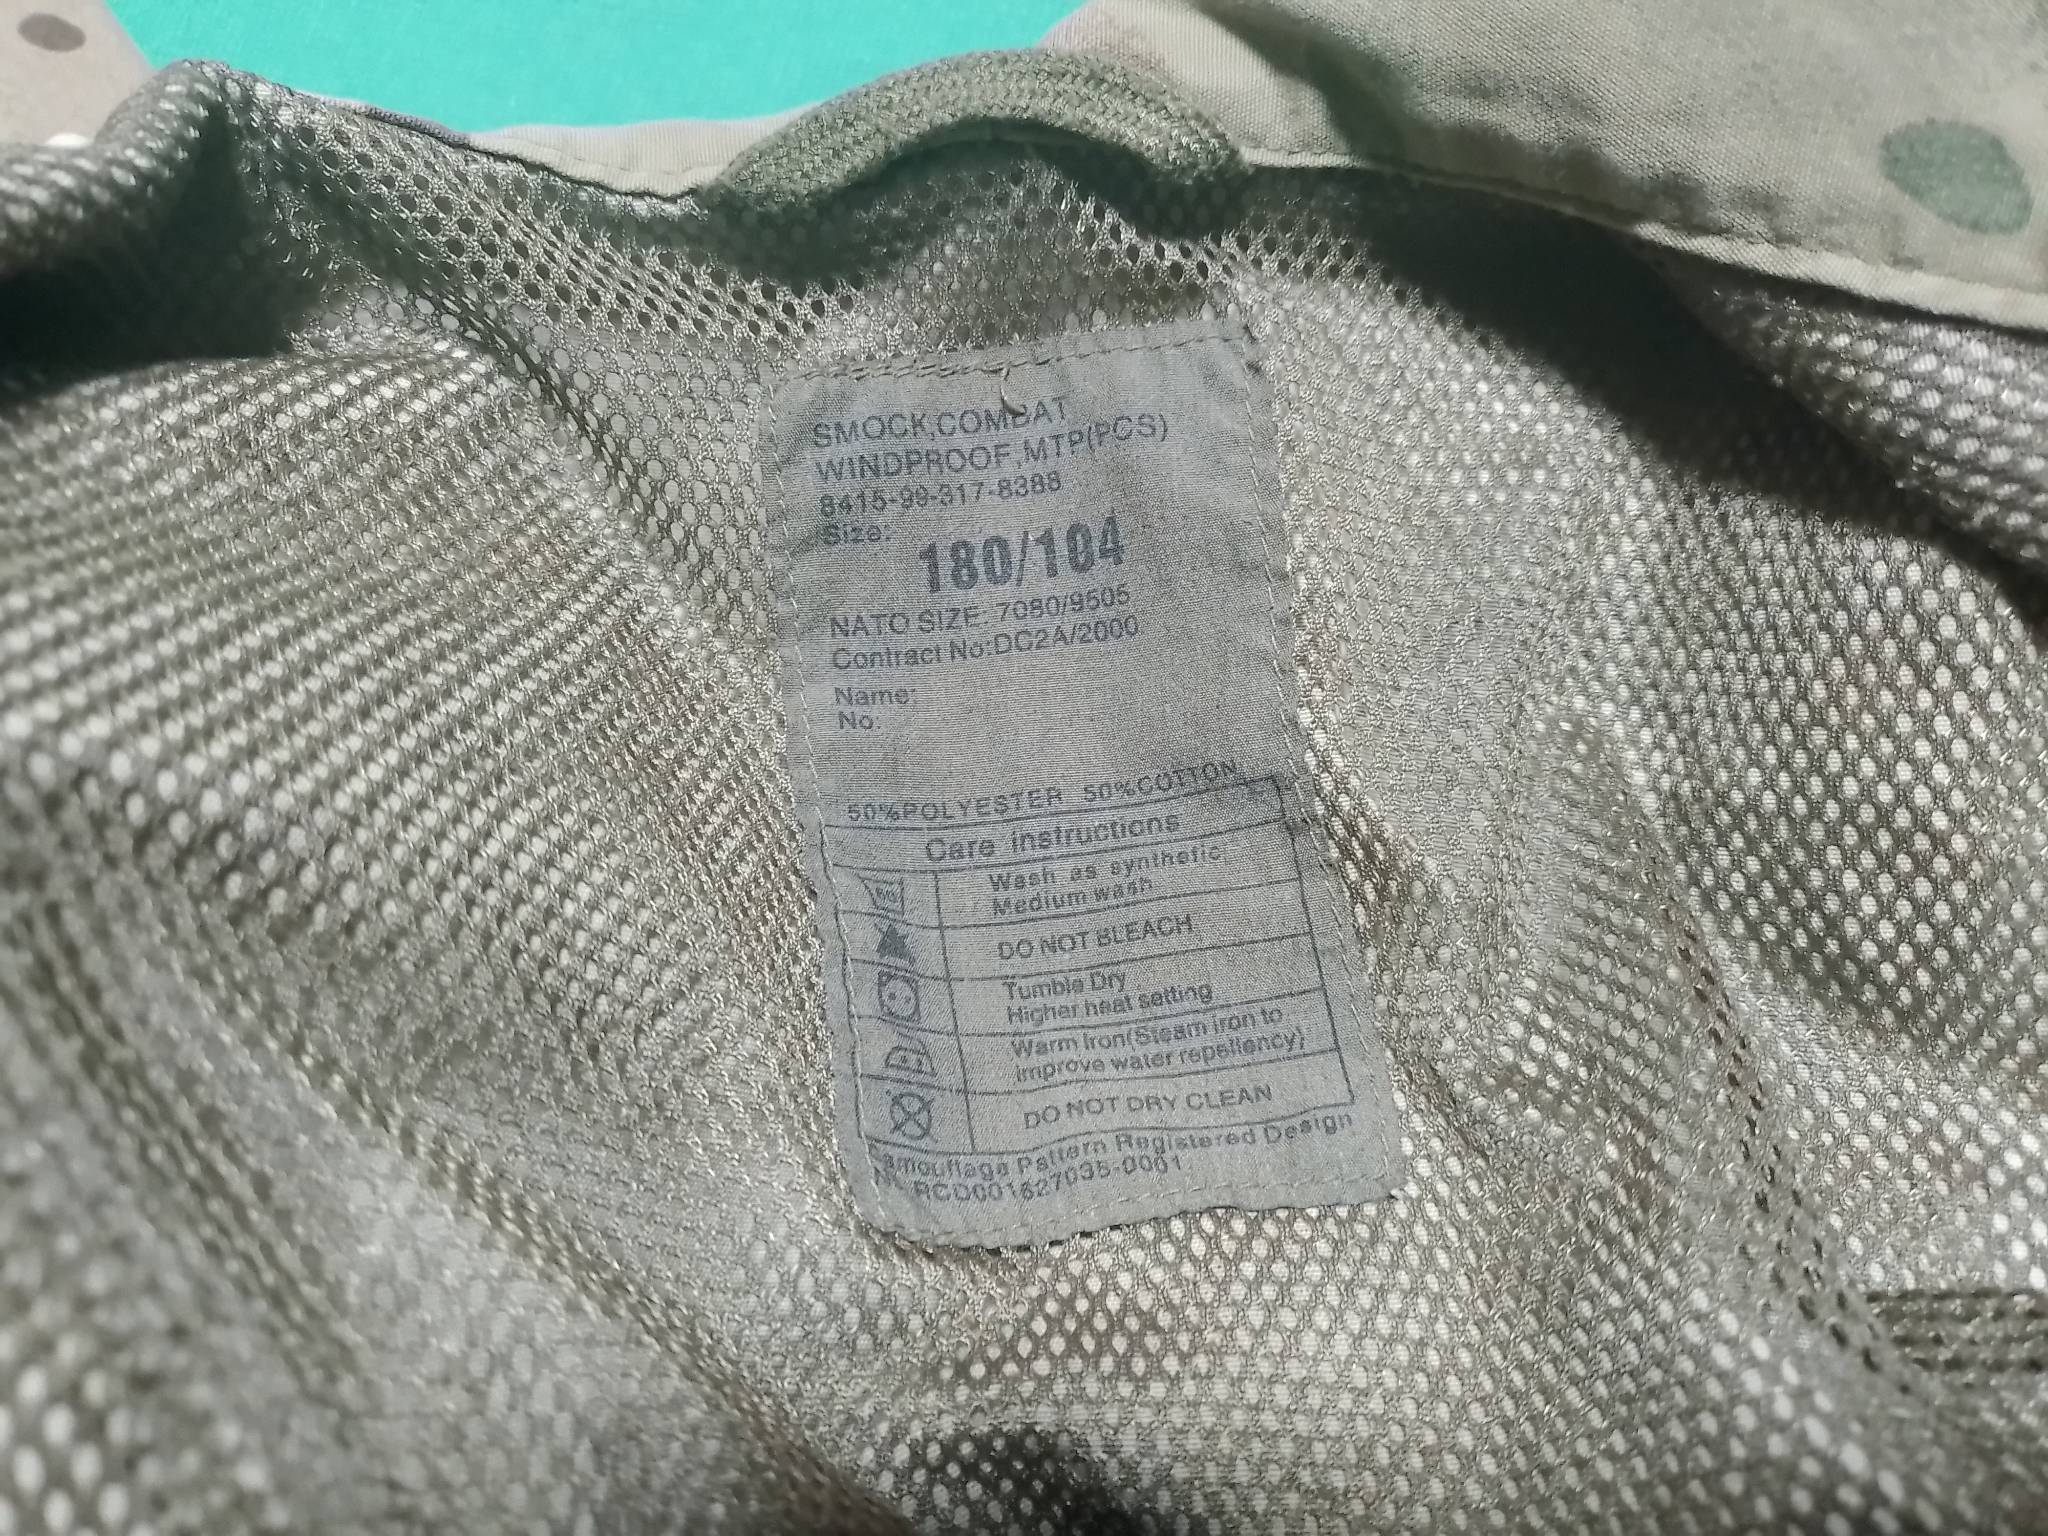 SMOCK,COMBAT
WINDPROOF,MTP(PCS)
8415-99-317-8388
Size:
180/104
NATO SIZE: 7080/9505
Contract No:DC2A/2000
Name:
No:
50%POLYESTER 50%COTTON
Care instructions
Wash as synthetic
Medium wash
DO NOT BLEACH
Tumble Dry
Higher heat setting
Warm Iron(Steam iron to
improve water repellency)
DO NOT DRY CLEAN
Camouflage Pattern Registered Design
RCD001627035-0001